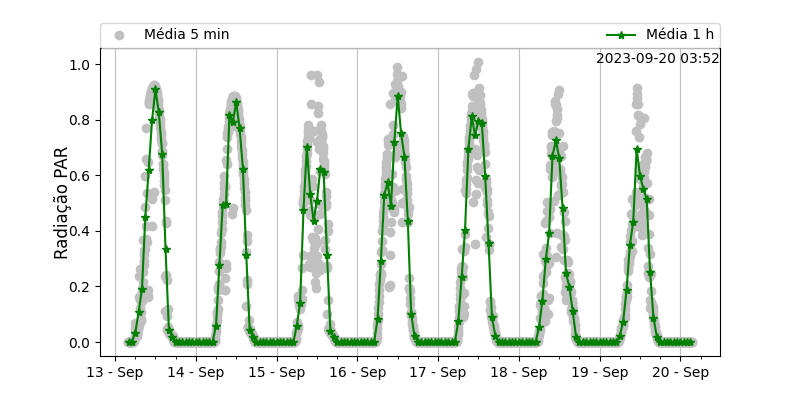 Média 5 min
Média 1 h
2023-09-20 03:52
Radiação PAR
1.0
0.8
0.6
0.4
0.2
0.0
13 - Sep
14 - Sep
15 - Sep
16 - Sep
17 - Sep
18 - Sep
19 - Sep
20 - Sep